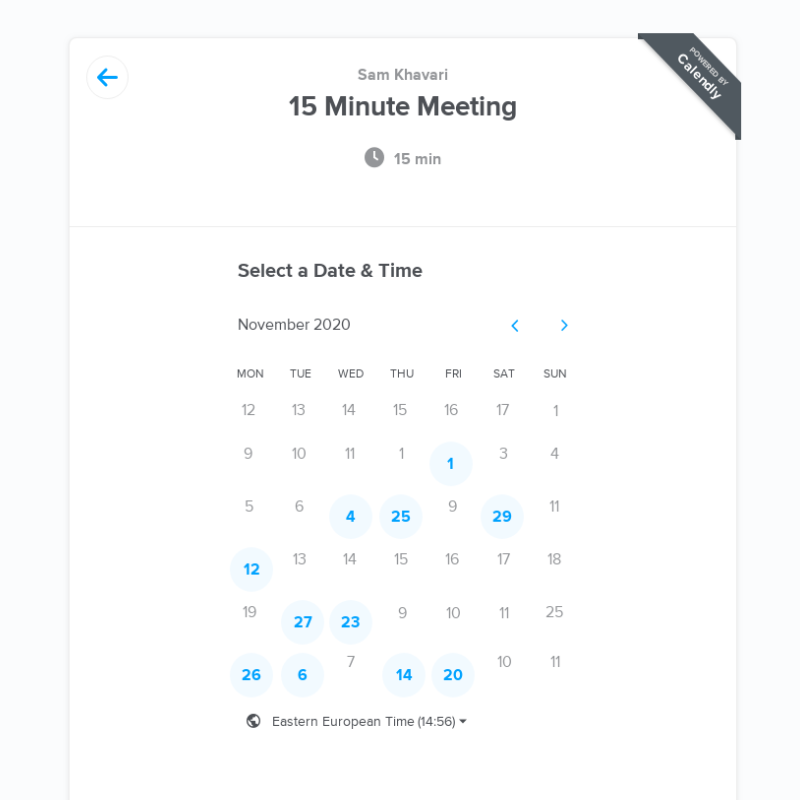 Sam Khavari
POWERED BY
Calendly
15 Minute Meeting
15 min
Select a Date & Time
November 2020
MON TUE WED THU FRI SAT SUN
12 13 14 15 16 17 1
9 10 11 1 1 3 4
5 6 4 25 9 29 11
12 13 14 15 16 17 18
19 27 23 9 10 11 25
26 6 7 14 20 10 11
Eastern European Time (14:56)